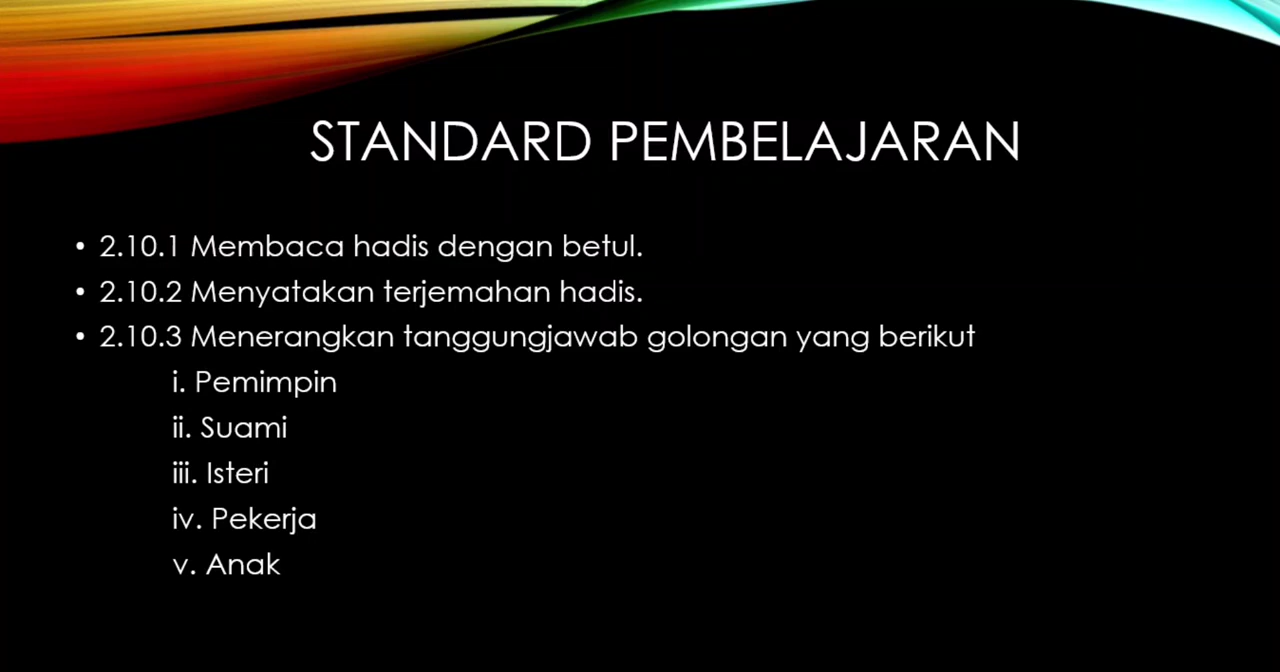 STANDARD PEMBELAJARAN
• 2.10.1 Membaca hadis dengan betul.
• 2.10.2 Menyatakan terjemahan hadis.
• 2.10.3 Menerangkan tanggungjawab golongan yang berikut
i. Pemimpin
ii. Suami
iii. Isteri
iv. Pekerja
v. Anak